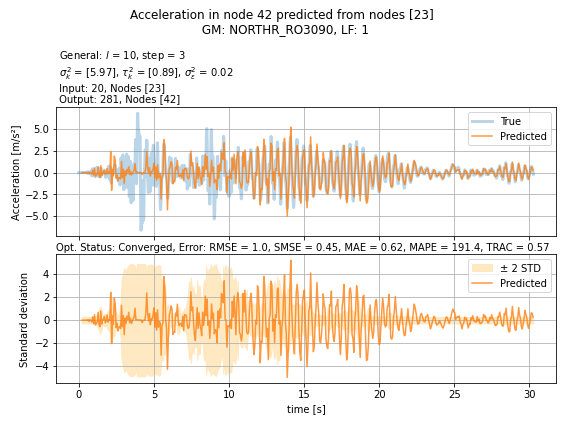 Acceleration in node 42 predicted from nodes [23]
GM: NORTHR_RO3090, LF: 1
General: l = 10, step = 3
σ²ₖ = [5.97], τ²ₖ = [0.89], σ²ε = 0.02
Input: 20, Nodes [23]
Output: 281, Nodes [42]
Acceleration [m/s²]
5.0
2.5
0.0
−2.5
−5.0
True
Predicted
Opt. Status: Converged, Error: RMSE = 1.0, SMSE = 0.45, MAE = 0.62, MAPE = 191.4, TRAC = 0.57
Standard deviation
4
2
0
−2
−4
± 2 STD
Predicted
0 5 10 15 20 25 30
time [s]